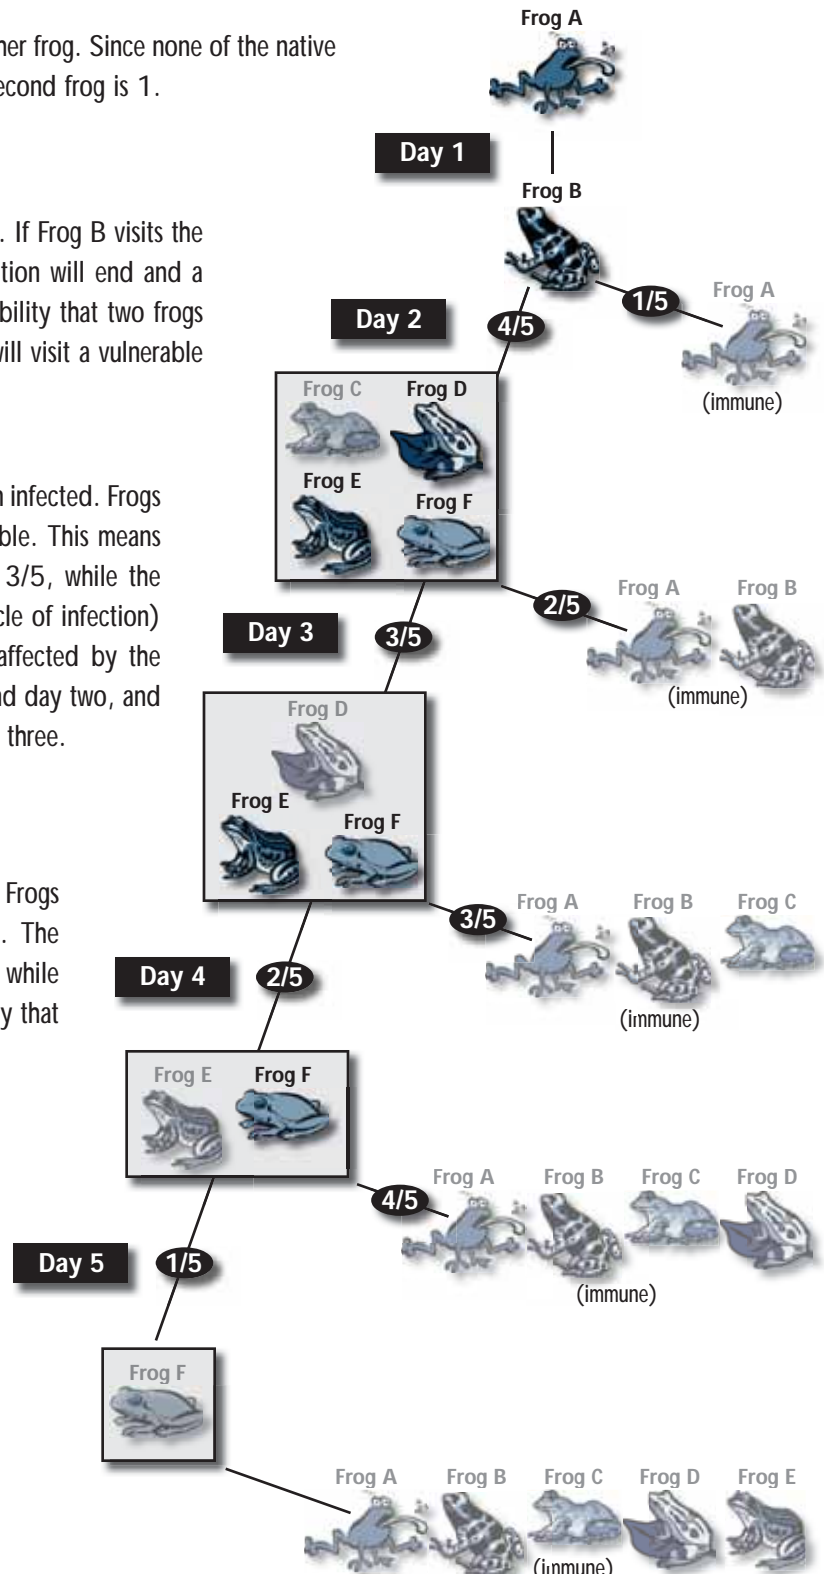 Frog A
ner frog. Since none of the native
econd frog is 1.
Day 1
Frog B
. If Frog B visits the
tion will end and a
bility that two frogs
vill visit a vulnerable
Day 2
4/5
1/5
Frog A
(immune)
Frog C Frog D
Frog E
Frog F
n infected. Frogs
ble. This means
3/5, while the
cle of infection)
affected by the
nd day two, and
three.
Day 3
3/5
2/5
Frog A Frog B
(immune)
Frog D
Frog E
Frog F
Frogs
. The
while
y that
Day 4
2/5
3/5
Frog A Frog B Frog C
(immune)
Frog E Frog F
Day 5
1/5
4/5
Frog A Frog B Frog C Frog D
(immune)
Frog F
Frog A Frog B Frog C Frog D Frog E
(immune)